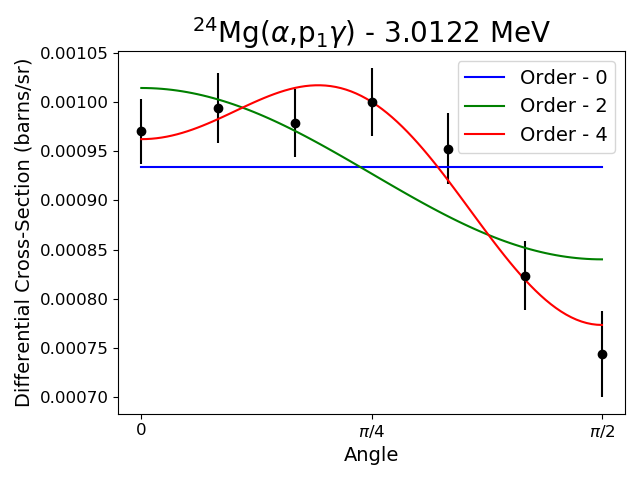 ²⁴Mg(α,p₁γ) - 3.0122 MeV
Differential Cross-Section (barns/sr)
0.00105
0.00100
0.00095
0.00090
0.00085
0.00080
0.00075
0.00070
Order - 0
Order - 2
Order - 4
0
π/4
π/2
Angle